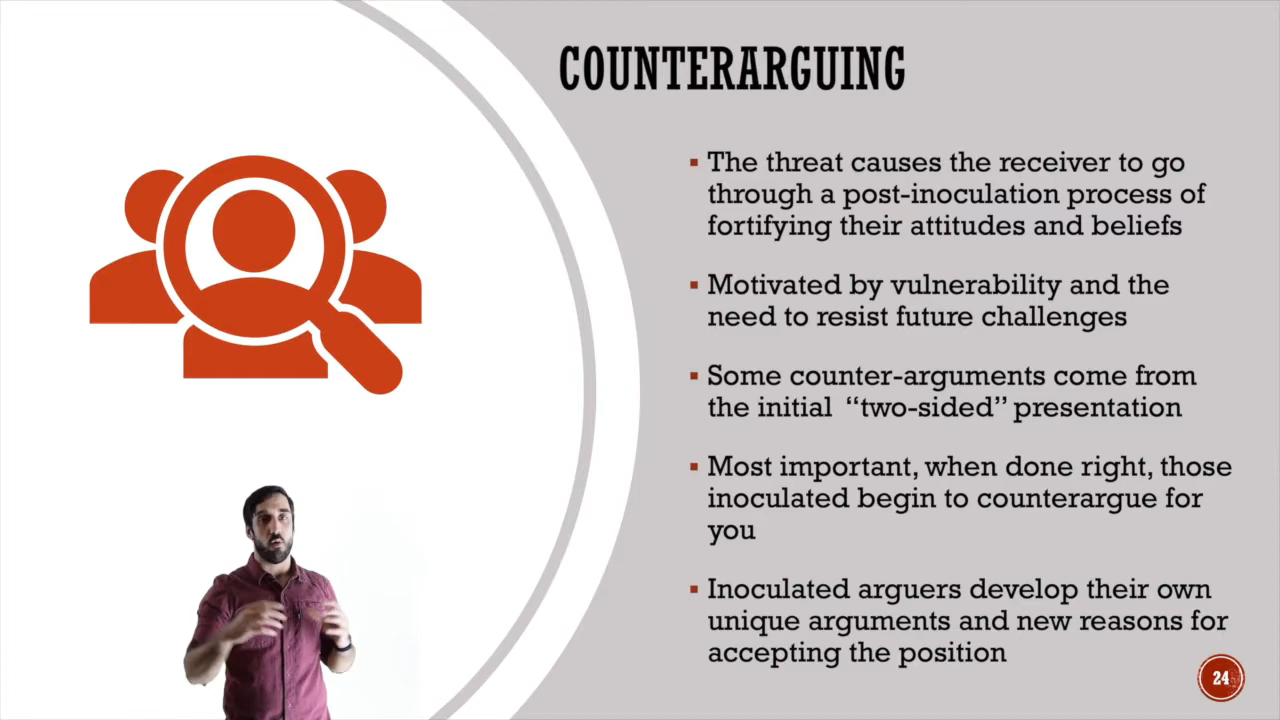 COUNTERARGUING
▪ The threat causes the receiver to go
through a post-inoculation process of
fortifying their attitudes and beliefs
▪ Motivated by vulnerability and the
need to resist future challenges
▪ Some counter-arguments come from
the initial “two-sided” presentation
▪ Most important, when done right, those
inoculated begin to counterargue for
you
▪ Inoculated arguers develop their own
unique arguments and new reasons for
accepting the position
24